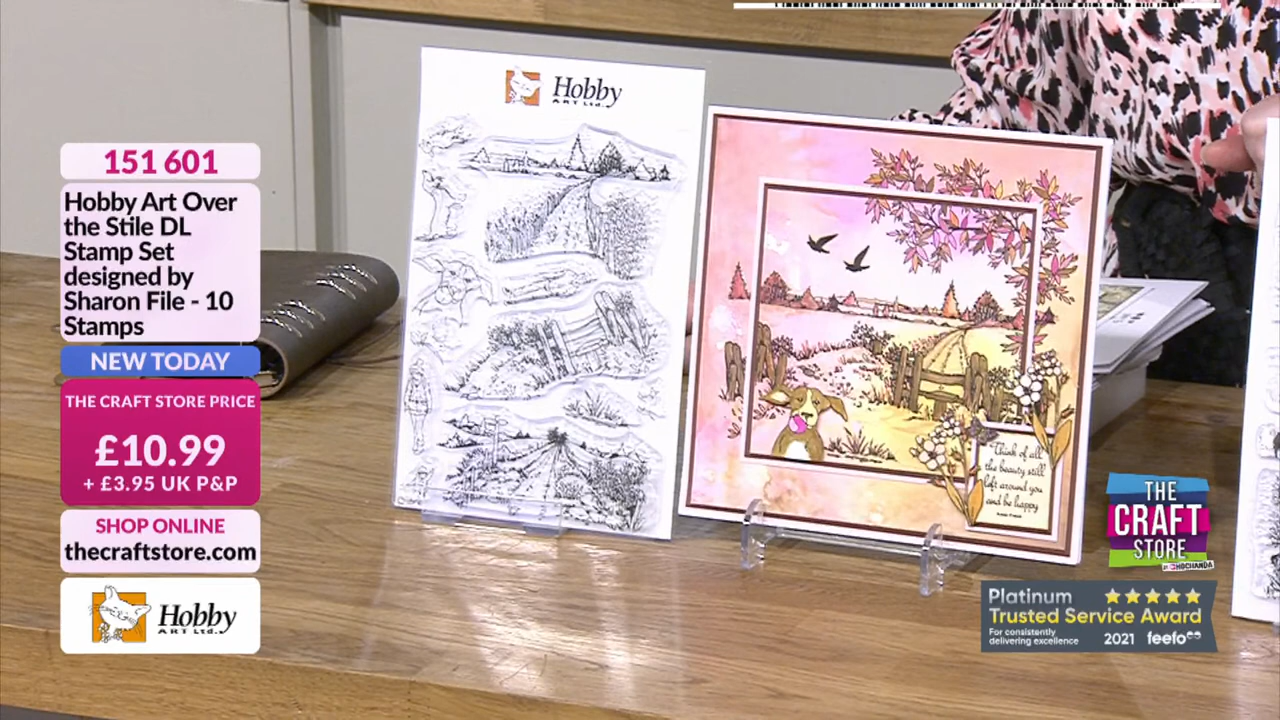 151 601
Hobby Art Over
the Stile DL
Stamp Set
designed by
Sharon File - 10
Stamps
NEW TODAY
THE CRAFT STORE PRICE
£10.99
+ £3.95 UK P&P
SHOP ONLINE
thecraftstore.com
Hobby
ART Ltd.
Hobby
ART Ltd.
Think of all
the beauty still
left around you
and be happy
THE
CRAFT
STORE
HOCHANDA
Platinum
Trusted Service Award
For consistently
delivering excellence
2021 feefo